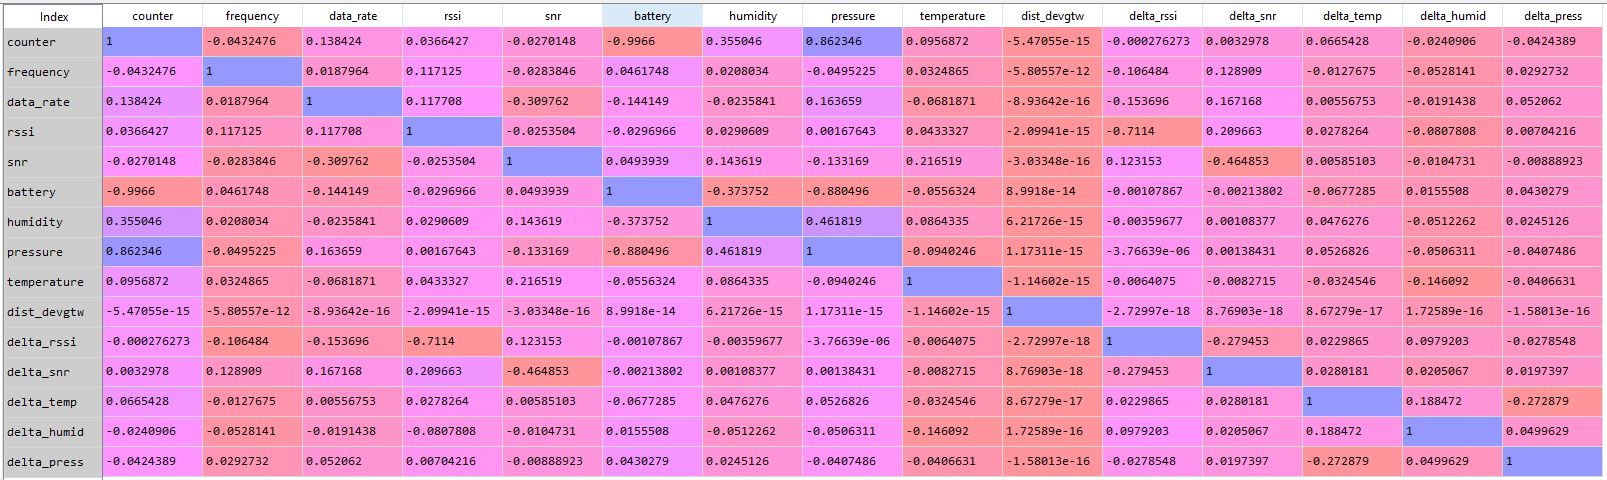 Index counter frequency data_rate rssi snr battery humidity pressure temperature dist_devgtw delta_rssi delta_snr delta_temp delta_humid delta_press
counter 1 -0.0432476 0.138424 0.0366427 -0.0270148 -0.9966 0.355046 0.862346 0.0956872 -5.47055e-15 -0.000276273 0.0032978 0.0665428 -0.0240906 -0.0424389
frequency -0.0432476 1 0.0187964 0.117125 -0.0283846 0.0461748 0.0208034 -0.0495225 0.0324865 -5.80557e-12 -0.106484 0.128909 -0.0127675 -0.0528141 0.0292732
data_rate 0.138424 0.0187964 1 0.117708 -0.309762 -0.144149 -0.0235841 0.163659 -0.0681871 -8.93642e-16 -0.153696 0.167168 0.00556753 -0.0191438 0.052062
rssi 0.0366427 0.117125 0.117708 1 -0.0253504 -0.0296966 0.0290609 0.00167643 0.0433327 -2.09941e-15 -0.7114 0.209663 0.0278264 -0.0807808 0.00704216
snr -0.0270148 -0.0283846 -0.309762 -0.0253504 1 0.0493939 0.143619 -0.133169 0.216519 -3.03348e-16 0.123153 -0.464853 0.00585103 -0.0104731 -0.00888923
battery -0.9966 0.0461748 -0.144149 -0.0296966 0.0493939 1 -0.373752 -0.880496 -0.0556324 8.9918e-14 -0.00107867 -0.00213802 -0.0677285 0.0155508 0.0430279
humidity 0.355046 0.0208034 -0.0235841 0.0290609 0.143619 -0.373752 1 0.461819 0.0864335 6.21726e-15 -0.00359677 0.00108377 0.0476276 -0.0512262 0.0245126
pressure 0.862346 -0.0495225 0.163659 0.00167643 -0.133169 -0.880496 0.461819 1 -0.0940246 1.17311e-15 -3.76639e-06 0.00138431 0.0526826 -0.0506311 -0.0407486
temperature 0.0956872 0.0324865 -0.0681871 0.0433327 0.216519 -0.0556324 0.0864335 -0.0940246 1 -1.14602e-15 -0.0064075 -0.0082715 -0.0324546 -0.146092 -0.0406631
dist_devgtw -5.47055e-15 -5.80557e-12 -8.93642e-16 -2.09941e-15 -3.03348e-16 8.9918e-14 6.21726e-15 1.17311e-15 -1.14602e-15 1 -2.72997e-18 8.76903e-18 8.67279e-17 1.72589e-16 -1.58013e-16
delta_rssi -0.000276273 -0.106484 -0.153696 -0.7114 0.123153 -0.00107867 -0.00359677 -3.76639e-06 -0.0064075 -2.72997e-18 1 -0.279453 0.0229865 0.0979203 -0.0278548
delta_snr 0.0032978 0.128909 0.167168 0.209663 -0.464853 -0.00213802 0.00108377 0.00138431 -0.0082715 8.76903e-18 -0.279453 1 0.0280181 0.0205067 0.0197397
delta_temp 0.0665428 -0.0127675 0.00556753 0.0278264 0.00585103 -0.0677285 0.0476276 0.0526826 -0.0324546 8.67279e-17 0.0229865 0.0280181 1 0.188472 -0.272879
delta_humid -0.0240906 -0.0528141 -0.0191438 -0.0807808 -0.0104731 0.0155508 -0.0512262 -0.0506311 -0.146092 1.72589e-16 0.0979203 0.0205067 0.188472 1 0.0499629
delta_press -0.0424389 0.0292732 0.052062 0.00704216 -0.00888923 0.0430279 0.0245126 -0.0407486 -0.0406631 -1.58013e-16 -0.0278548 0.0197397 -0.272879 0.0499629 1